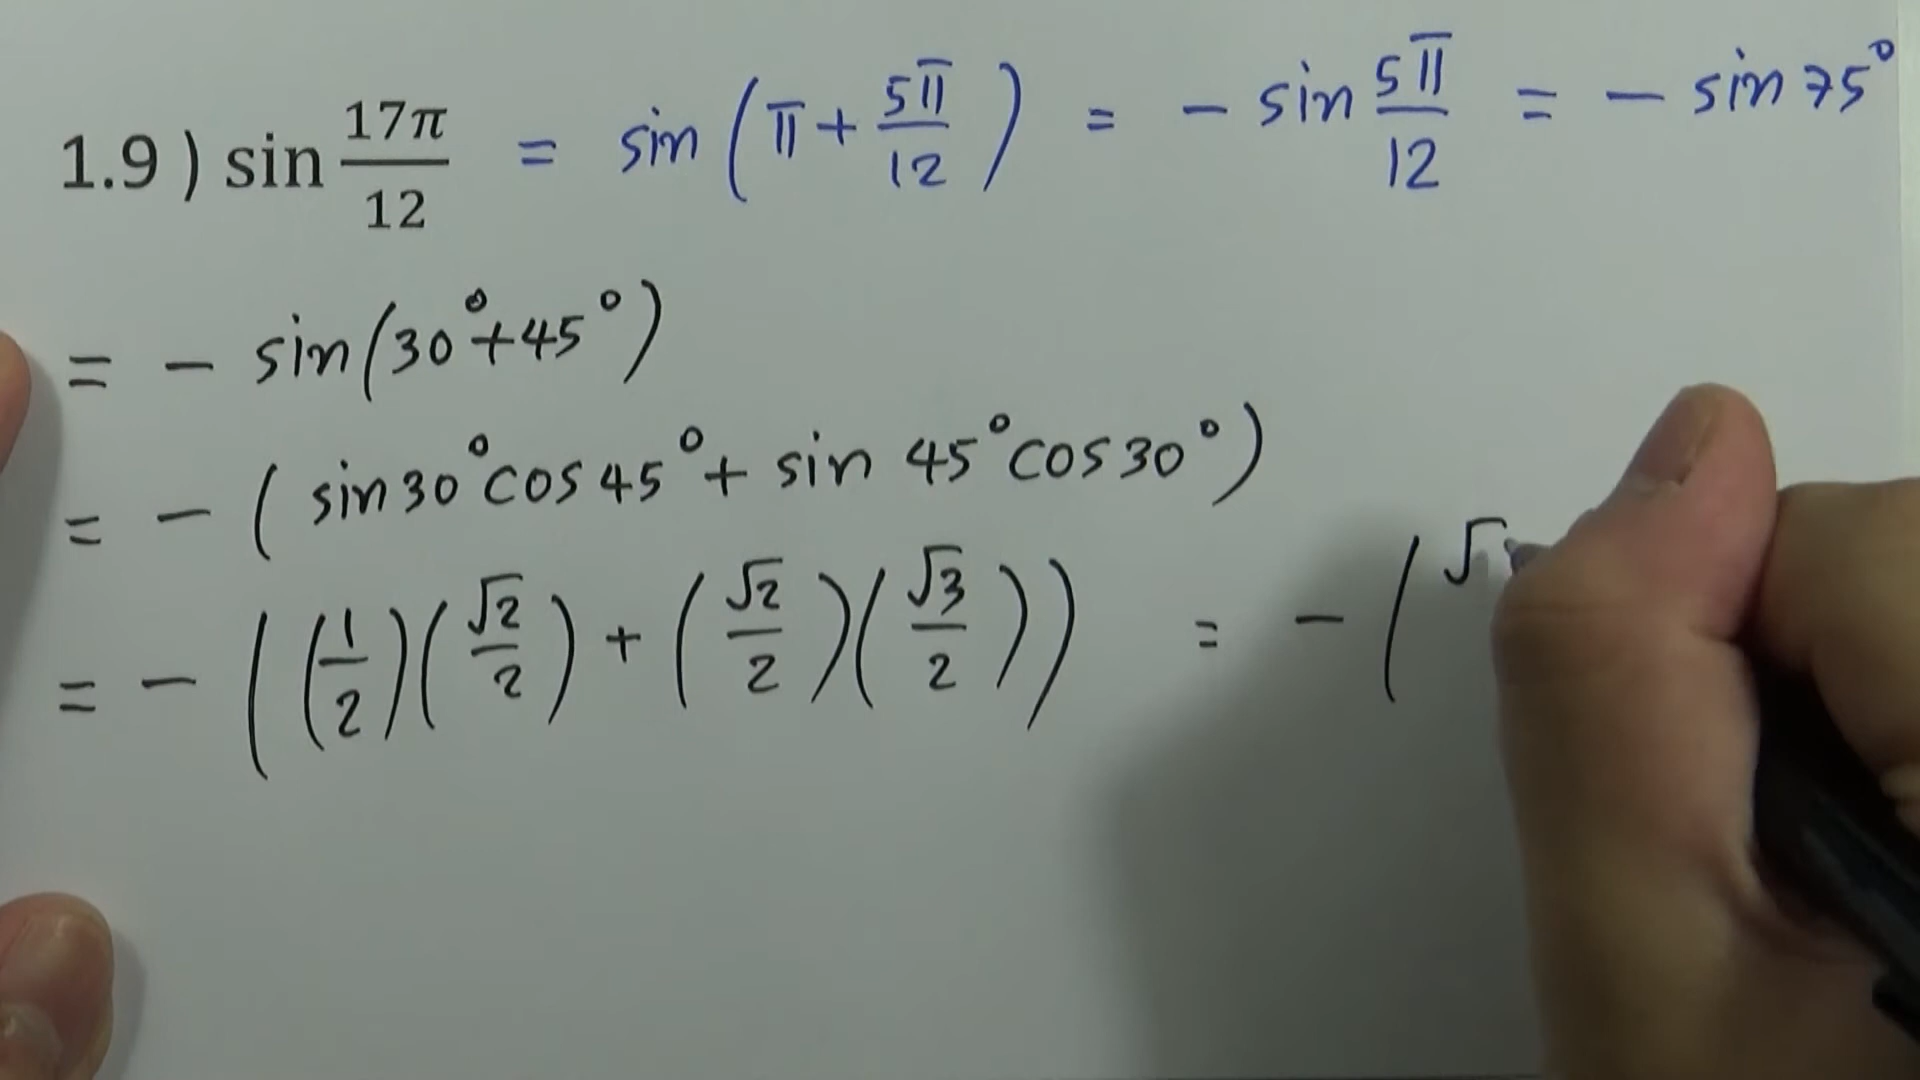 1.9 ) sin 17π/12 = sin (π + 5π/12) = - sin 5π/12 = - sin 75°
= - sin(30°+45°)
= - ( sin 30° cos 45° + sin 45° cos 30° )
= - ( (1/2)(√2/2) + (√2/2)(√3/2) ) = - ( √